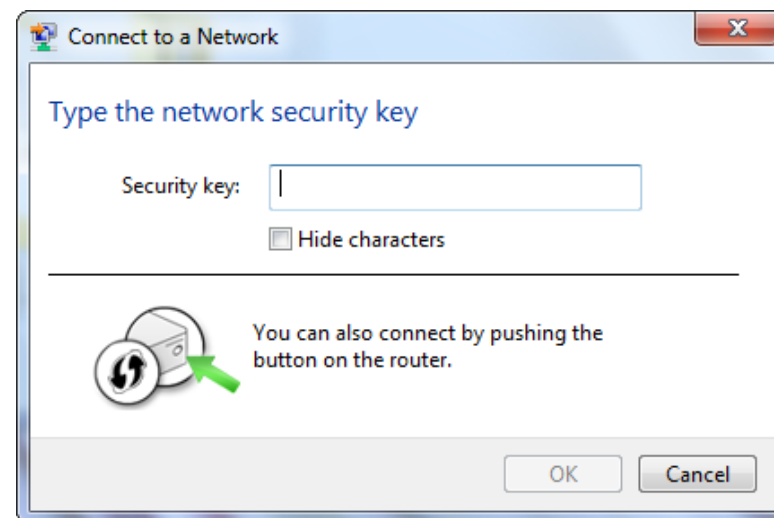 Connect to a Network
Type the network security key
Security key:
Hide characters
You can also connect by pushing the
button on the router.
OK
Cancel